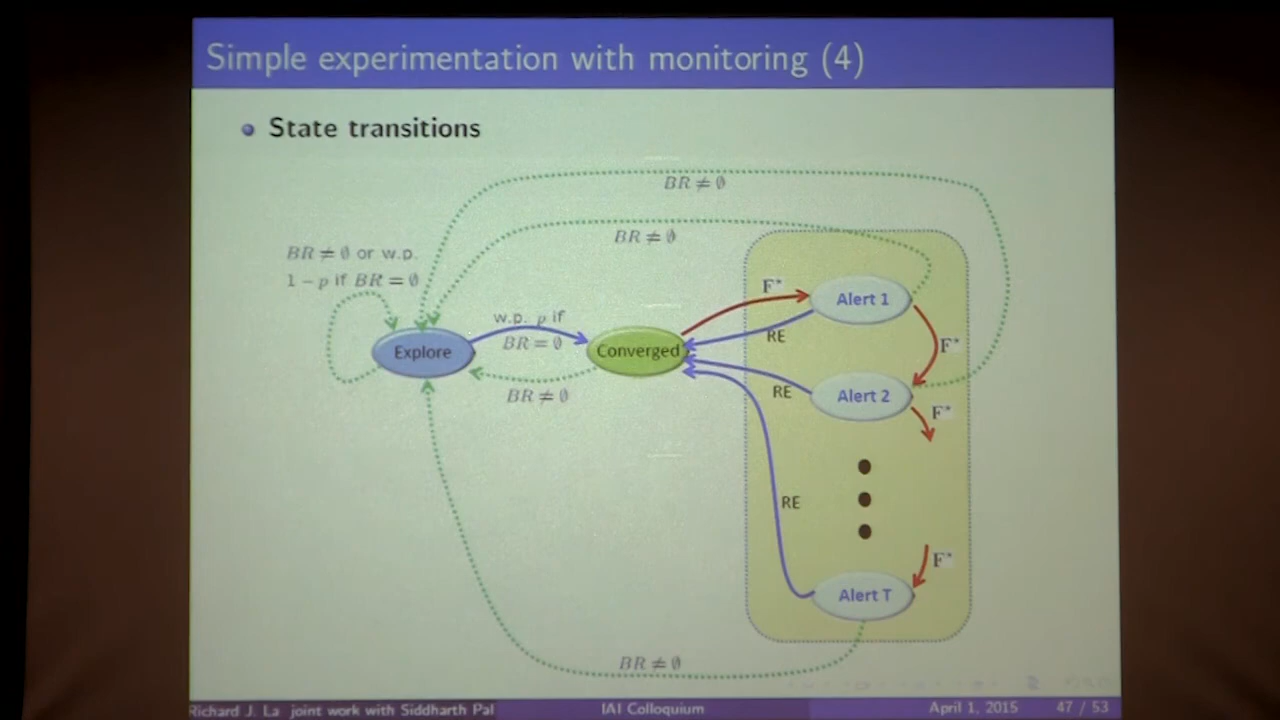 Simple experimentation with monitoring (4)
State transitions
BR ≠ ∅
BR ≠ ∅
BR ≠ ∅ or w.p.
1 − p if BR = ∅
F*
Alert 1
w.p. p if
BR = ∅
RE
F*
Explore
Converged
BR ≠ ∅
RE
Alert 2
F*
RE
F*
Alert T
BR ≠ ∅
Richard J. La joint work with Siddharth Pal
IAI Colloquium
April 1, 2015
47 / 53